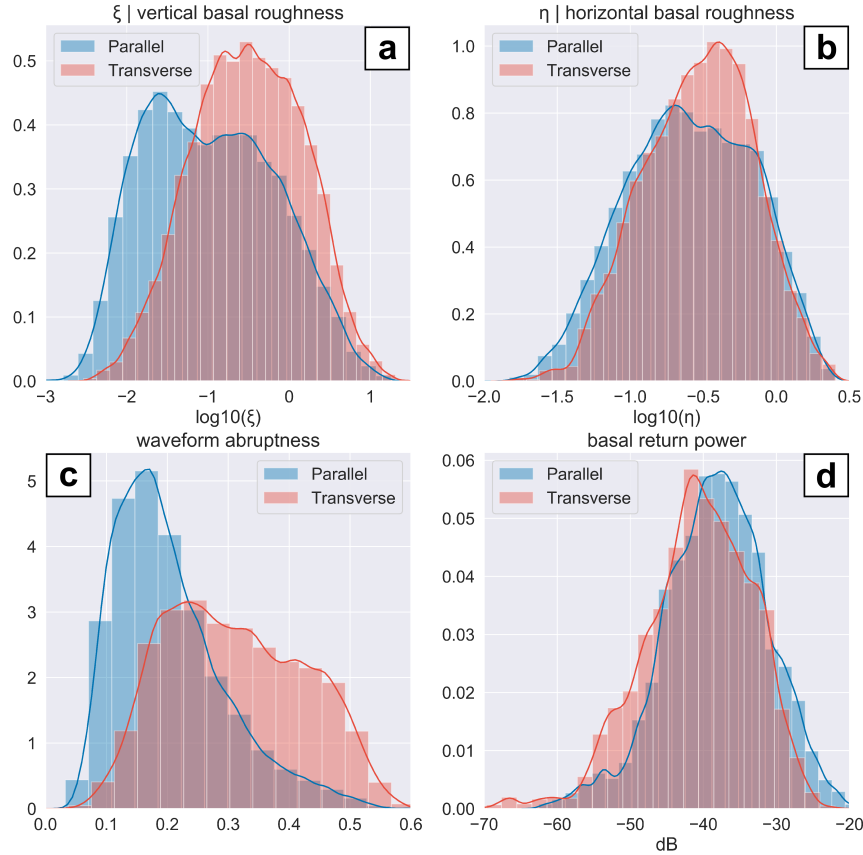 ξ | vertical basal roughness
a
Parallel
Transverse
0.5
0.4
0.3
0.2
0.1
0.0
−3 −2 −1 0 1
log10(ξ)
η | horizontal basal roughness
b
Parallel
Transverse
1.0
0.8
0.6
0.4
0.2
0.0
−2.0 −1.5 −1.0 −0.5 0.0 0.5
log10(η)
waveform abruptness
c
Parallel
Transverse
5
4
3
2
1
0
0.0 0.1 0.2 0.3 0.4 0.5 0.6
basal return power
d
Parallel
Transverse
0.06
0.05
0.04
0.03
0.02
0.01
0.00
−70 −60 −50 −40 −30 −20
dB